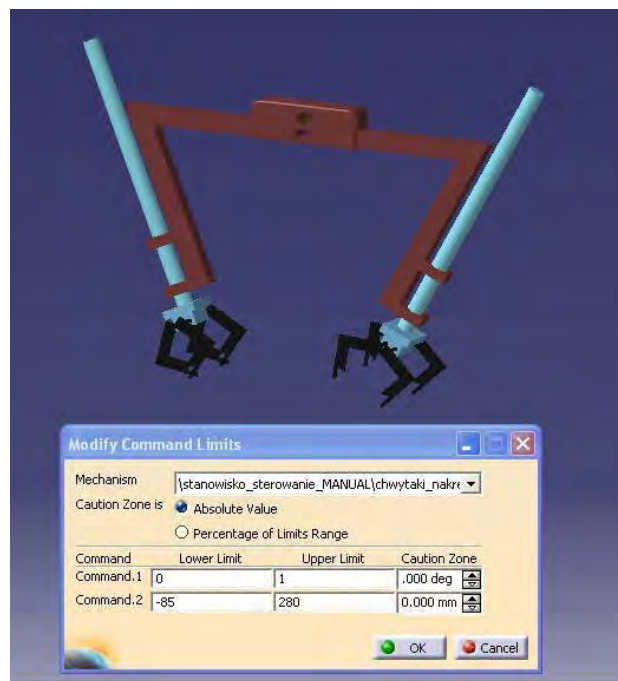 Modify Command Limits
Mechanism \stanowisko_sterowanie_MANUAL\chwytaki_nakrę
Caution Zone is Absolute Value
Percentage of Limits Range
Command Lower Limit Upper Limit Caution Zone
Command.1 0 1 .000 deg
Command.2 -85 280 0.000 mm
OK Cancel